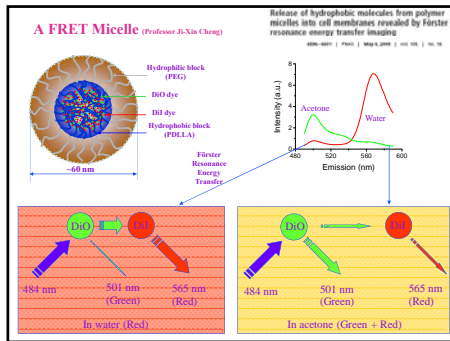 A FRET Micelle (Professor Ji-Xin Cheng)
Release of hydrophobic molecules from polymer
micelles into cell membranes revealed by Förster
resonance energy transfer imaging
PNAS | May 6, 2008 | vol. 105 | no. 18
Hydrophilic block
(PEG)
DiO dye
DiI dye
Hydrophobic block
(PDLLA)
~60 nm
Intensity (a.u.)
8
7
6
5
4
3
2
1
0
Acetone
Water
480 520 560 600
Emission (nm)
Förster
Resonance
Energy
Transfer
DiO
DiI
484 nm
501 nm
(Green)
565 nm
(Red)
In water (Red)
DiO
DiI
484 nm
501 nm
(Green)
565 nm
(Red)
In acetone (Green + Red)